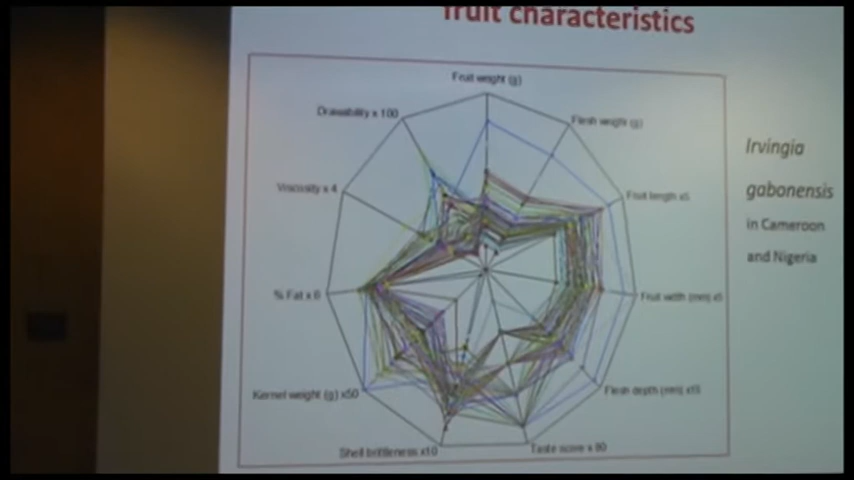 fruit characteristics
Fruit weight (g)
Drawability x 100
Flesh weight (g)
Viscosity x 4
Fruit length x5
% Fat x 6
Fruit width (mm) x5
Kernel weight (g) x50
Flesh depth (mm) x15
Shell brittleness x10
Taste score x 80
Irvingia
gabonensis
in Cameroon
and Nigeria